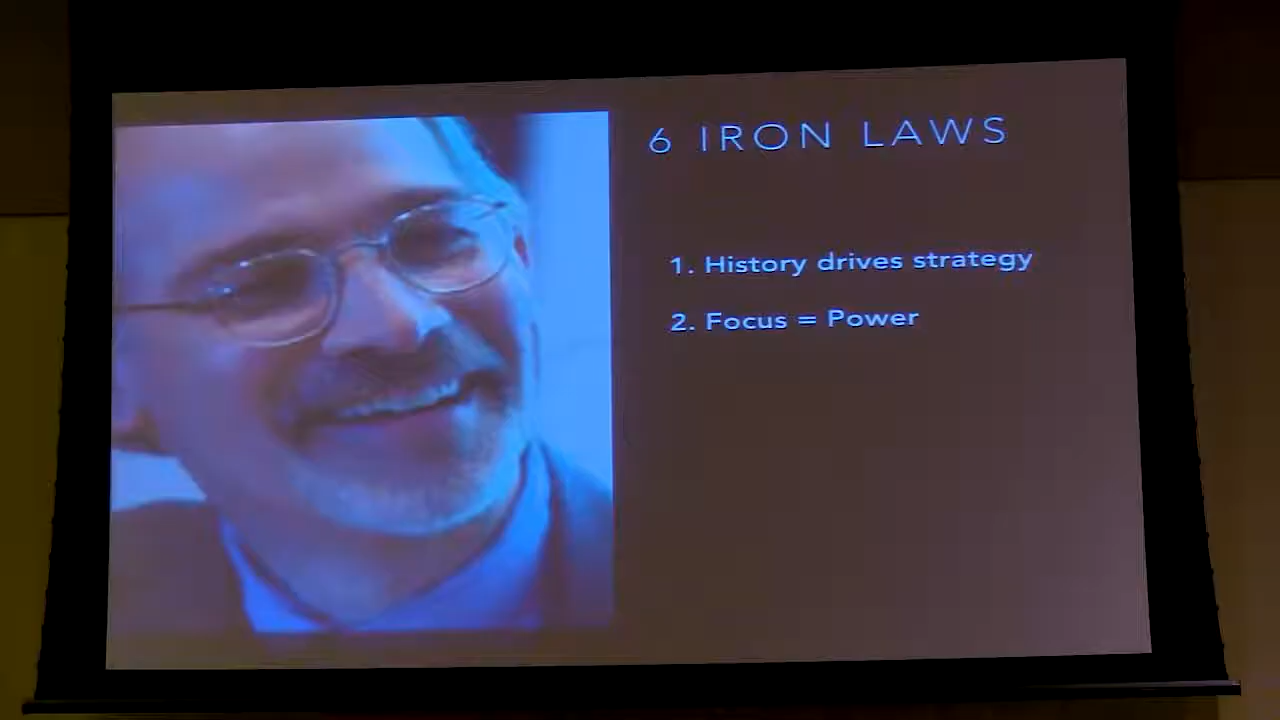 6 IRON LAWS
1. History drives strategy
2. Focus = Power